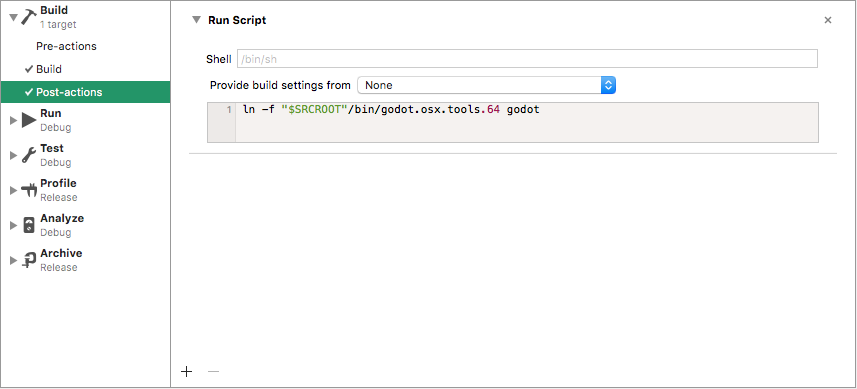 Build
1 target
Pre-actions
Build
Post-actions
Run
Debug
Test
Debug
Profile
Release
Analyze
Debug
Archive
Release
Run Script
Shell /bin/sh
Provide build settings from None
1 ln -f "$SRCROOT"/bin/godot.osx.tools.64 godot